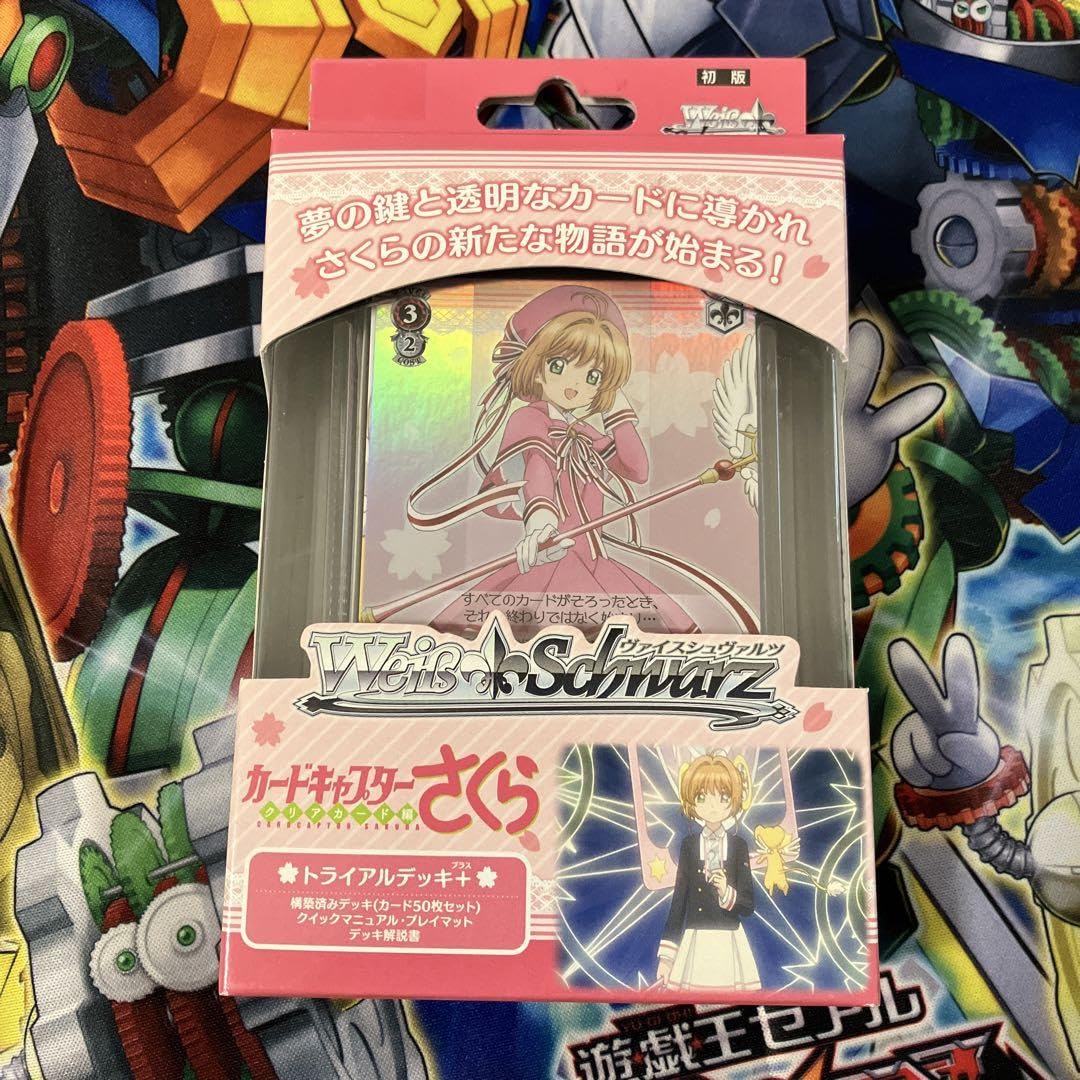 初版
Weiß Schwarz
夢の鍵と透明なカードに導かれ
さくらの新たな物語が始まる!
3
2
COST
すべてのカードがそろったとき、
ヴァイスシュヴァルツ
Weiß Schwarz
カードキャプターさくら
クリアカード編
CARDCAPTOR SAKURA
プラス
トライアルデッキ+
構築済みデッキ(カード50枚セット)
クイックマニュアル・プレイマット
デッキ解説書
遊☆戯☆王ゼアル